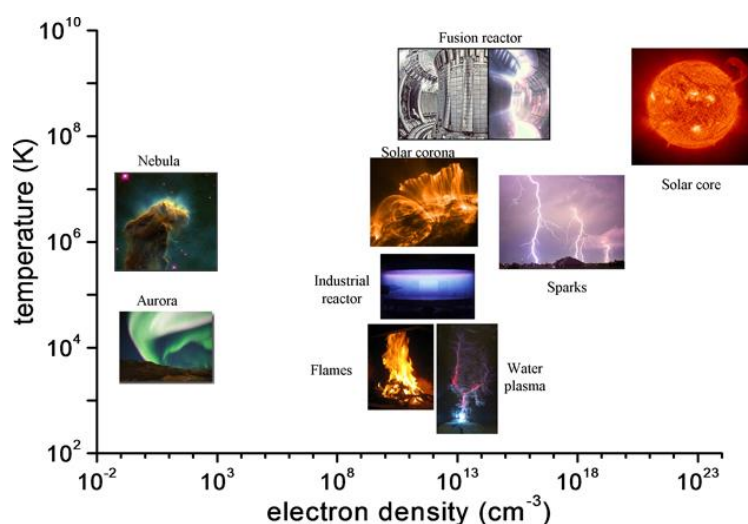 10^10
10^8
10^6
10^4
10^2
temperature (K)
Fusion reactor
Nebula
Solar corona
Solar core
Industrial
reactor
Sparks
Aurora
Flames
Water
plasma
10^-2
10^3
10^8
10^13
10^18
10^23
electron density (cm^-3)